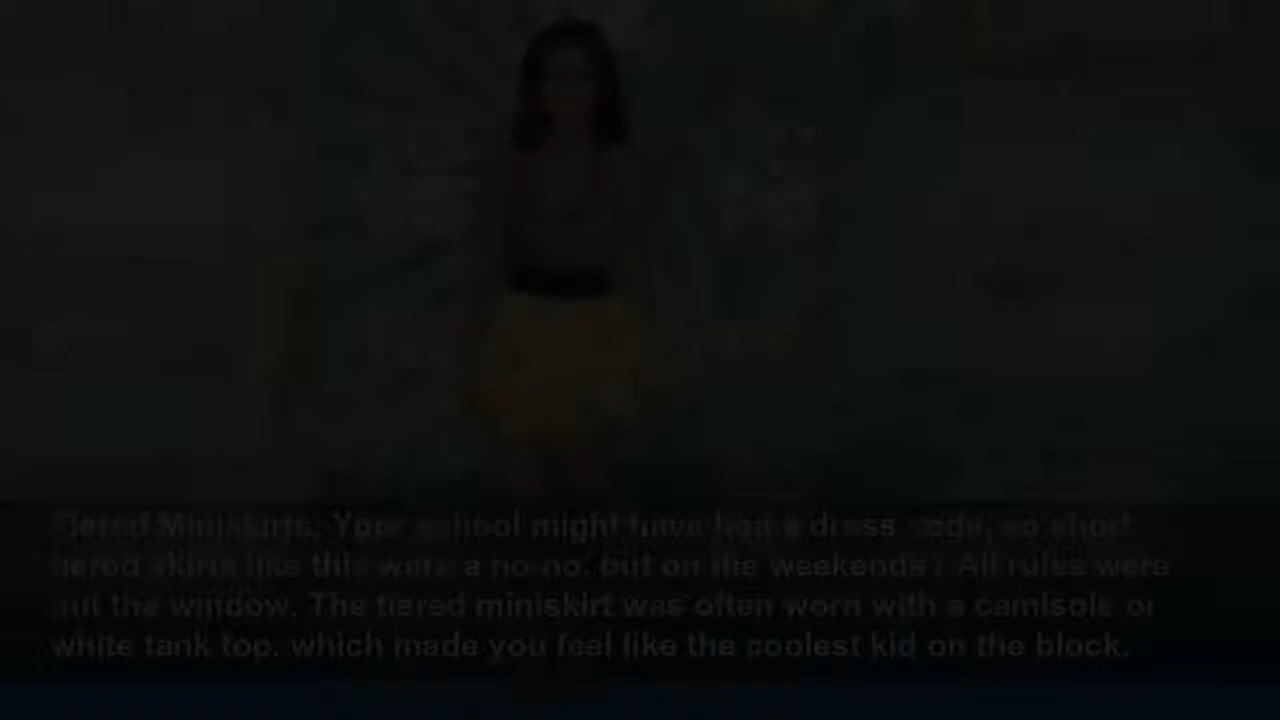 Tiered Miniskirts. Your school might have had a dress code, so short
tiered skirts like this were a no-no, but on the weekends? All rules were
out the window. The tiered miniskirt was often worn with a camisole or
white tank top, which made you feel like the coolest kid on the block.